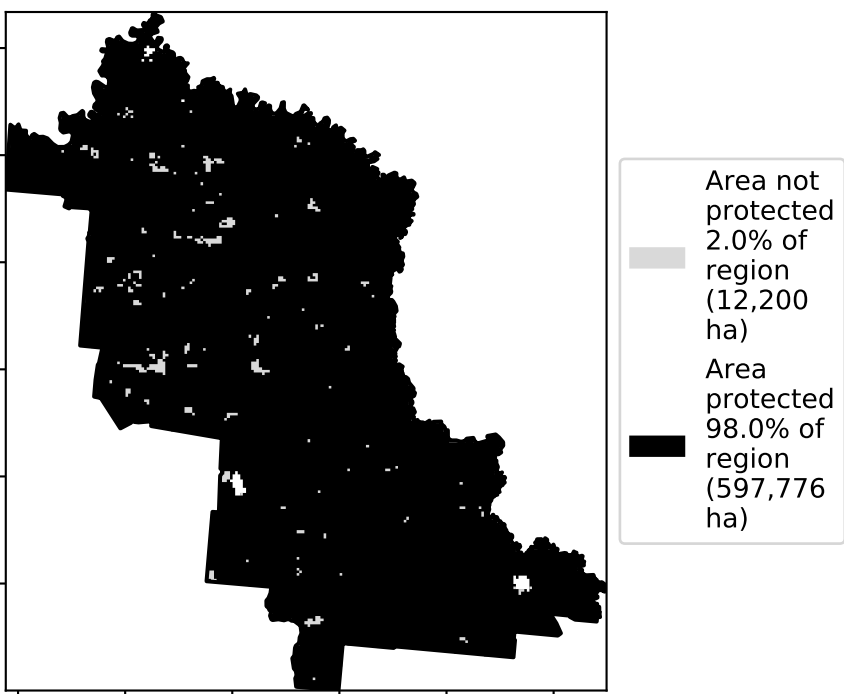 Area not
protected
2.0% of
region
(12,200
ha)
Area
protected
98.0% of
region
(597,776
ha)